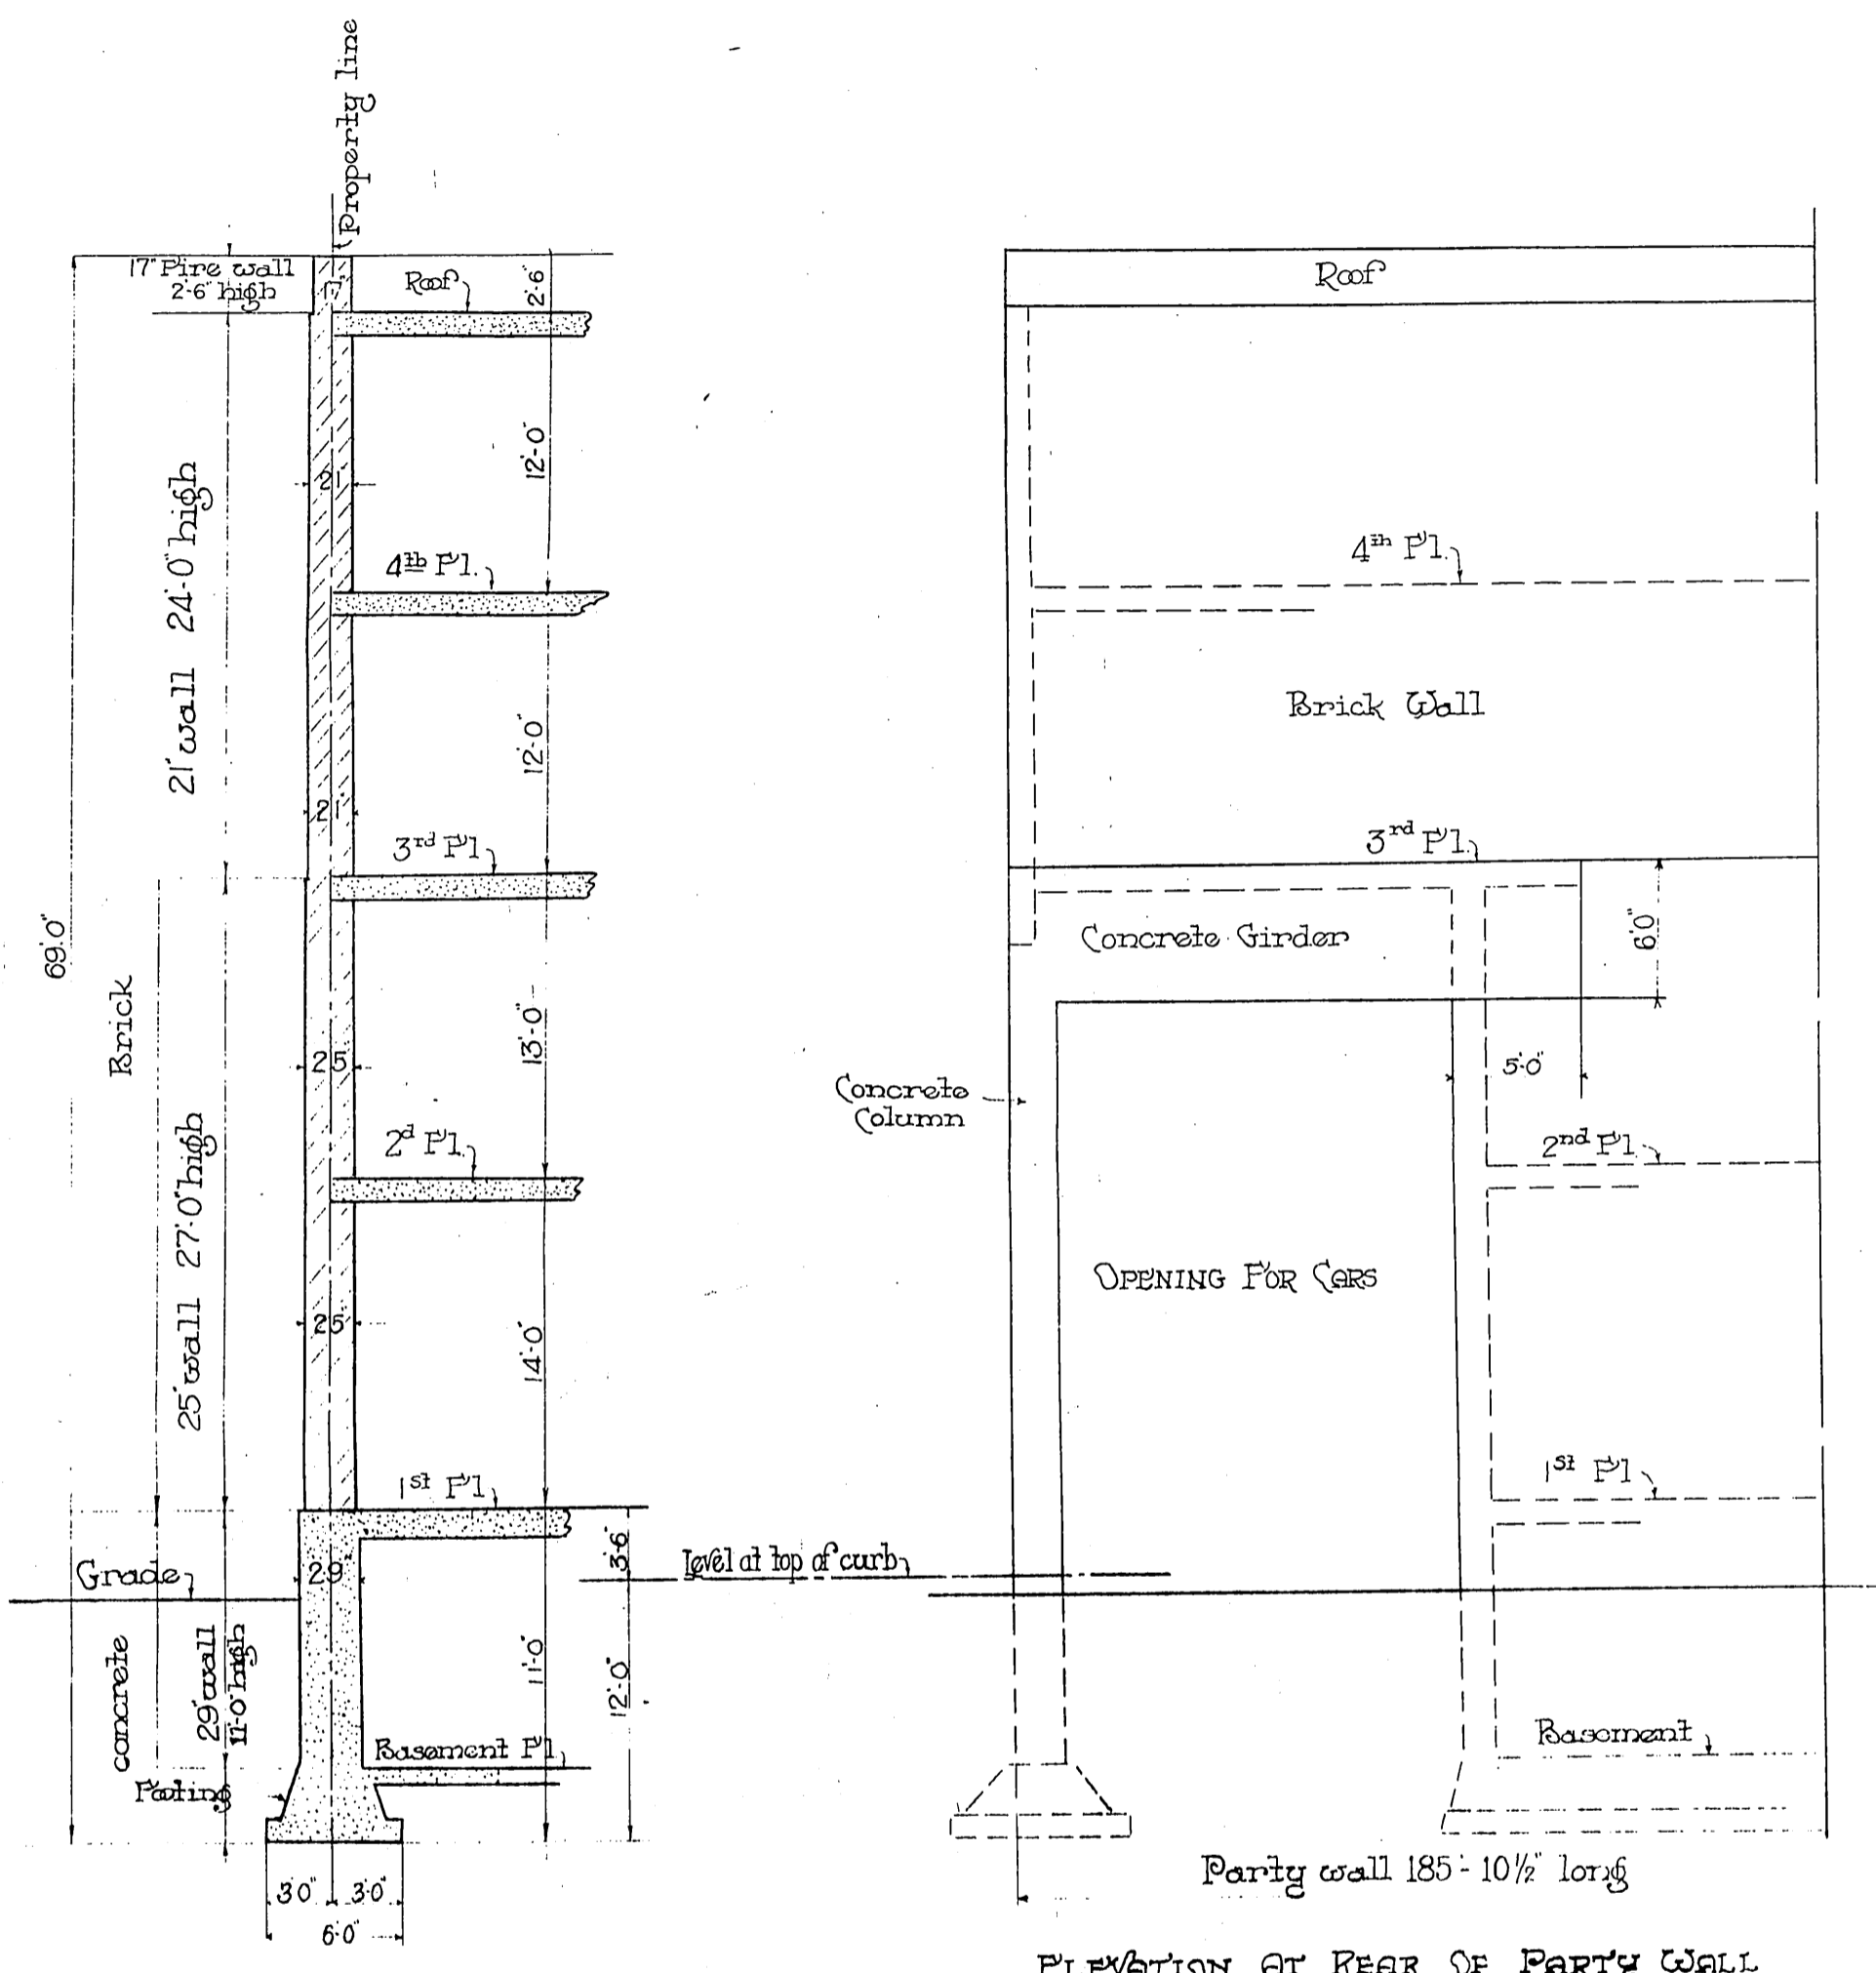 Property line
17" Fire wall
2'-6" high
17"
Roof
2'-6"
12'-0"
21
21" wall 24'-0" high
4th Fl.
12'-0"
21
3rd Fl.
69'-0"
Brick
25
13'-0"
2d Fl.
25" wall 27'-0" high
25
14'-0"
1st Fl.
Grade
29"
3'6"
Level at top of curb
concrete
29" wall
11'-0" high
11'-0"
12'-0"
Basement Fl.
Footing
3'0" 3'0"
6'-0"
Roof
4th Fl.
Brick Wall
3rd Fl.
Concrete Girder
6'0"
Concrete
Column
5'0"
2nd Fl.
OPENING FOR CARS
1st Fl.
Basement
Party wall 185'-10½" long
ELEVATION AT REAR OF PARTY WALL